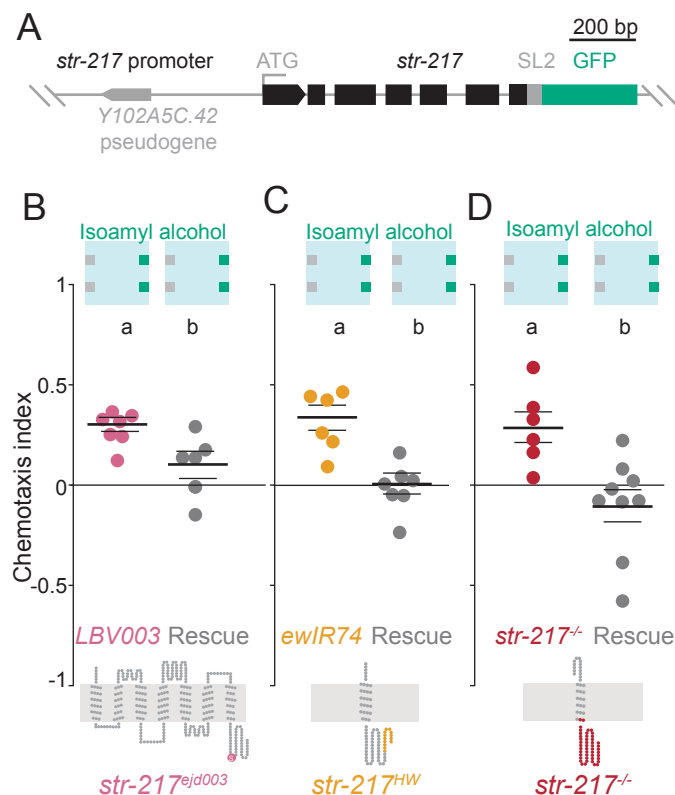 A
200 bp
str-217 promoter
ATG
str-217
SL2
GFP
Y102A5C.42
pseudogene
B
C
D
Isoamyl alcohol
Isoamyl alcohol
Isoamyl alcohol
a
b
a
b
a
b
Chemotaxis index
1
0.5
0
-0.5
-1
LBV003
Rescue
ewIR74
Rescue
str-217-/-
Rescue
S
str-217ejd003
str-217HW
str-217-/-